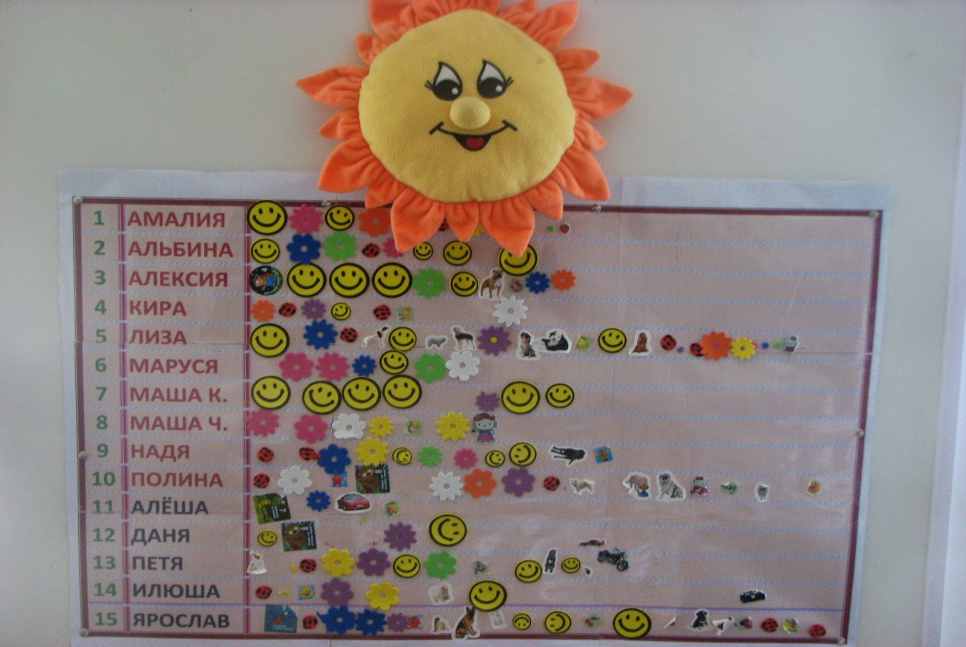 1 АМАЛИЯ
2 АЛЬБИНА
3 АЛЕКСИЯ
4 КИРА
5 ЛИЗА
6 МАРУСЯ
7 МАША К.
8 МАША Ч.
9 НАДЯ
10 ПОЛИНА
11 АЛЁША
12 ДАНЯ
13 ПЕТЯ
14 ИЛЮША
15 ЯРОСЛАВ